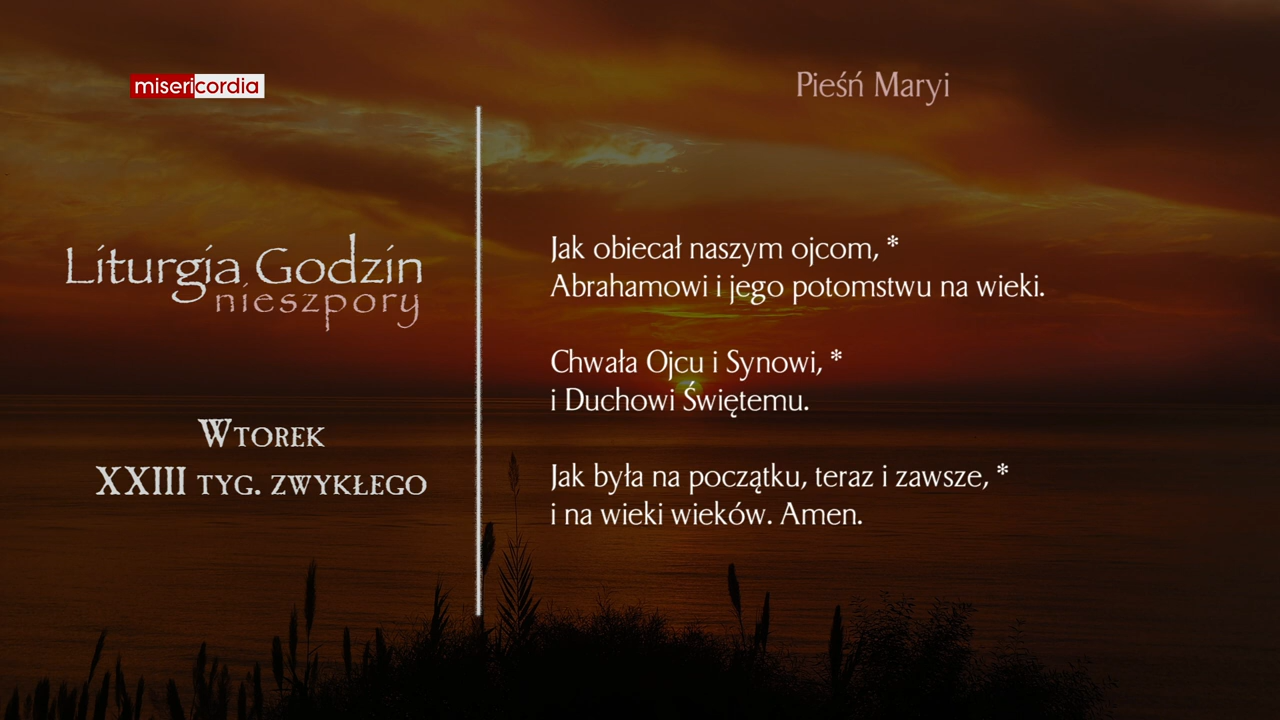 misericordia
Liturgia Godzin
nieszpory
Wtorek
XXIII tyg. zwykłego
Pieśń Maryi
Jak obiecał naszym ojcom, *
Abrahamowi i jego potomstwu na wieki.
Chwała Ojcu i Synowi, *
i Duchowi Świętemu.
Jak była na początku, teraz i zawsze, *
i na wieki wieków. Amen.